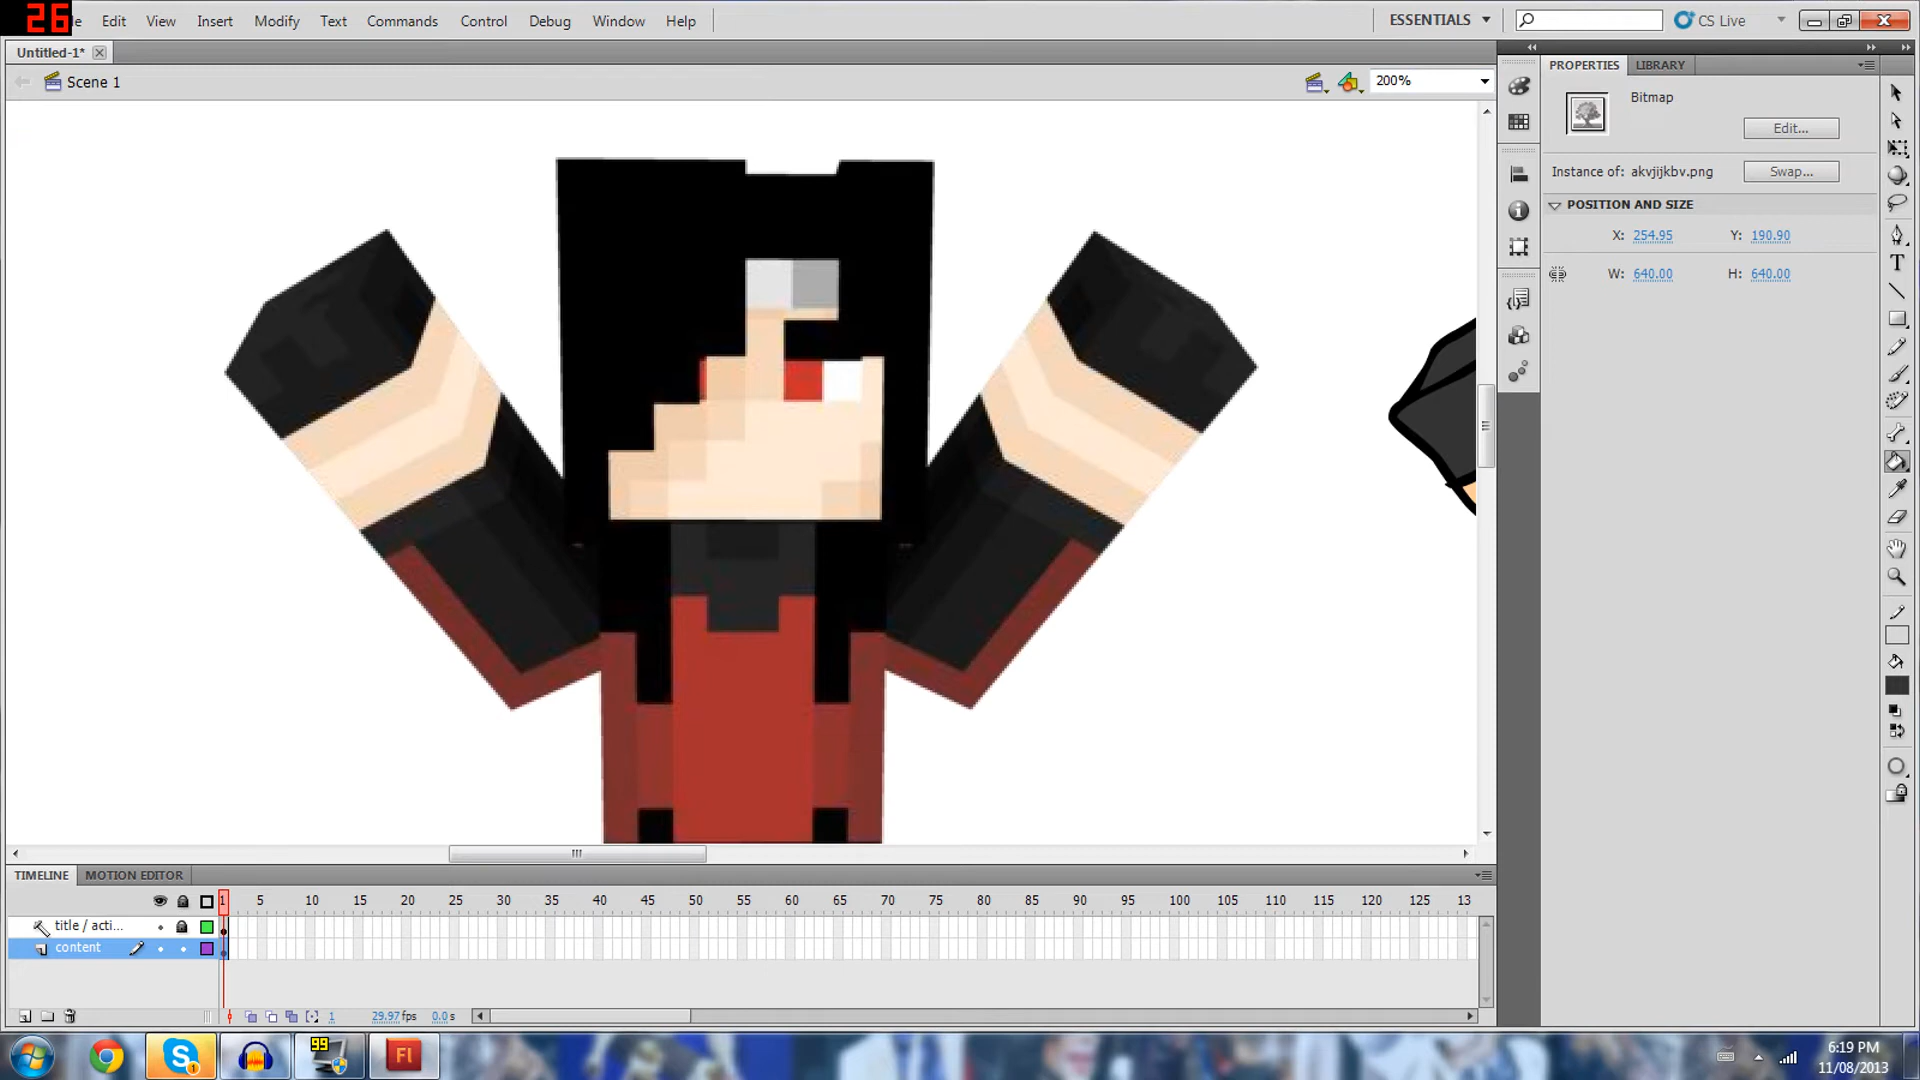 26
le Edit View Insert Modify Text Commands Control Debug Window Help
ESSENTIALS
CS Live
Untitled-1*
Scene 1
200%
PROPERTIES LIBRARY
Bitmap
Edit...
Instance of: akvjijkbv.png
Swap...
POSITION AND SIZE
X: 254.95 Y: 190.90
W: 640.00 H: 640.00
TIMELINE MOTION EDITOR
1 5 10 15 20 25 30 35 40 45 50 55 60 65 70 75 80 85 90 95 100 105 110 115 120 125 13
title / acti...
content
1 29.97 fps 0.0 s
99
Fl
6:19 PM
11/08/2013